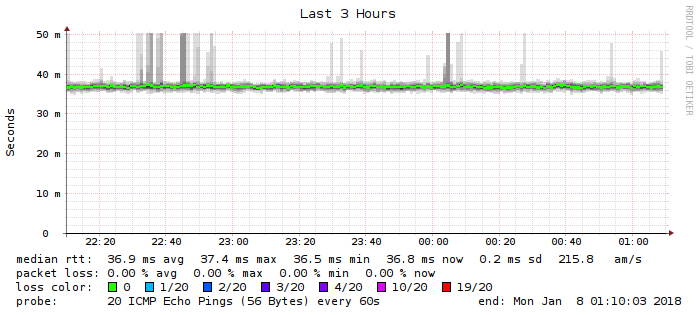 Last 3 Hours
RRDTOOL / TOBI OETIKER
Seconds
50 m
40 m
30 m
20 m
10 m
0
22:20 22:40 23:00 23:20 23:40 00:00 00:20 00:40 01:00
median rtt: 36.9 ms avg 37.4 ms max 36.5 ms min 36.8 ms now 0.2 ms sd 215.8 am/s
packet loss: 0.00 % avg 0.00 % max 0.00 % min 0.00 % now
loss color: 0 1/20 2/20 3/20 4/20 10/20 19/20
probe: 20 ICMP Echo Pings (56 Bytes) every 60s end: Mon Jan 8 01:10:03 2018